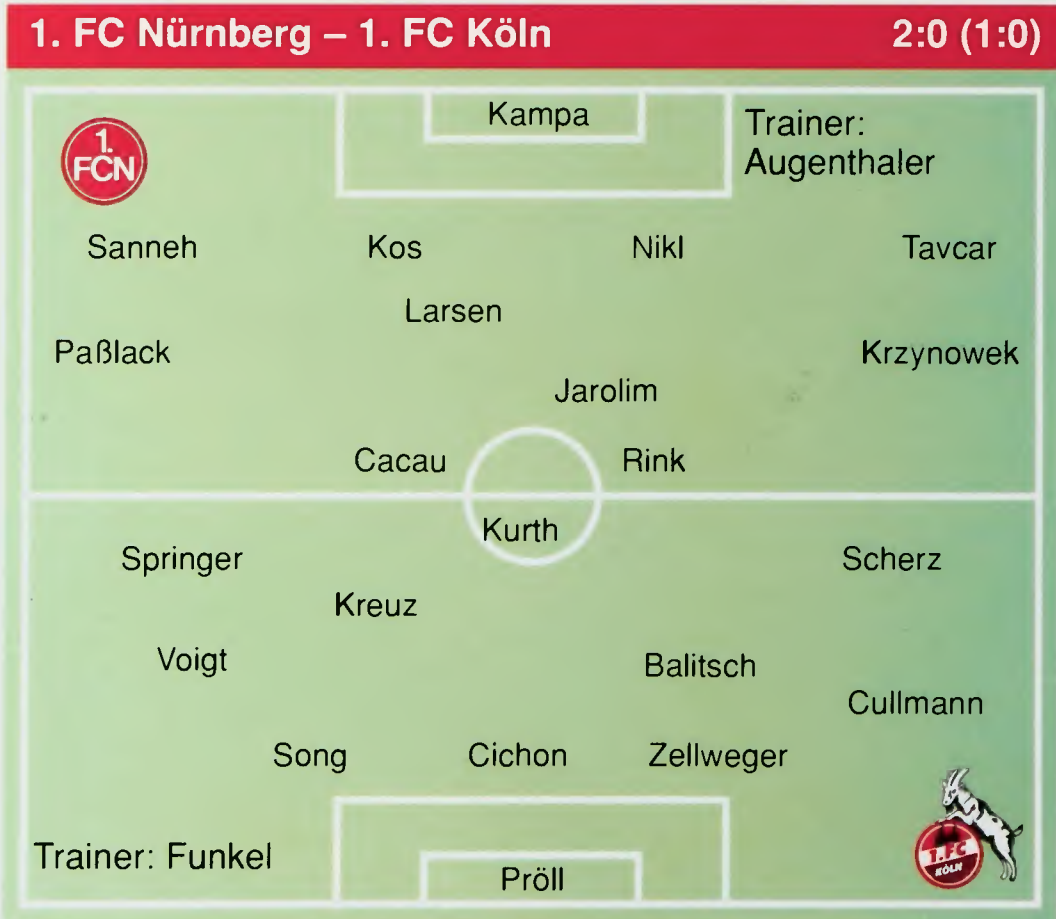 1. FC Nürnberg – 1. FC Köln 2:0 (1:0)
Kampa
Trainer:
Augenthaler
1.
FCN
Sanneh Kos Nikl Tavcar
Larsen
Paßlack Krzynowek
Jarolim
Cacau Rink
Kurth
Springer Scherz
Kreuz
Voigt Balitsch
Cullmann
Song Cichon Zellweger
Trainer: Funkel
1.FC
KÖLN
Pröll